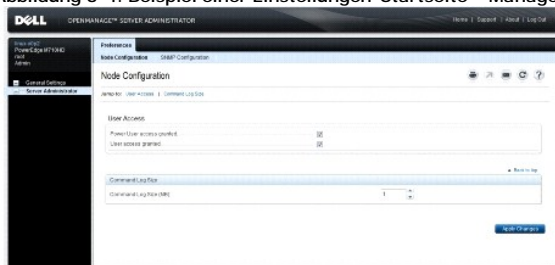 Abbildung 3-1. Beispiel einer Einstellungen-Startseite – Manage
DELL OPENMANAGE™ SERVER ADMINISTRATOR
Home | Support | About | Log Out
PowerEdge M710HD
root
Admin
General Settings
Server Administrator
Preferences
Node Configuration SNMP Configuration
Node Configuration
Jump to: User Access | Command Log Size
User Access
Power User access granted
User access granted
Back to top
Command Log Size
Command Log Size (MB) 1
Apply Changes